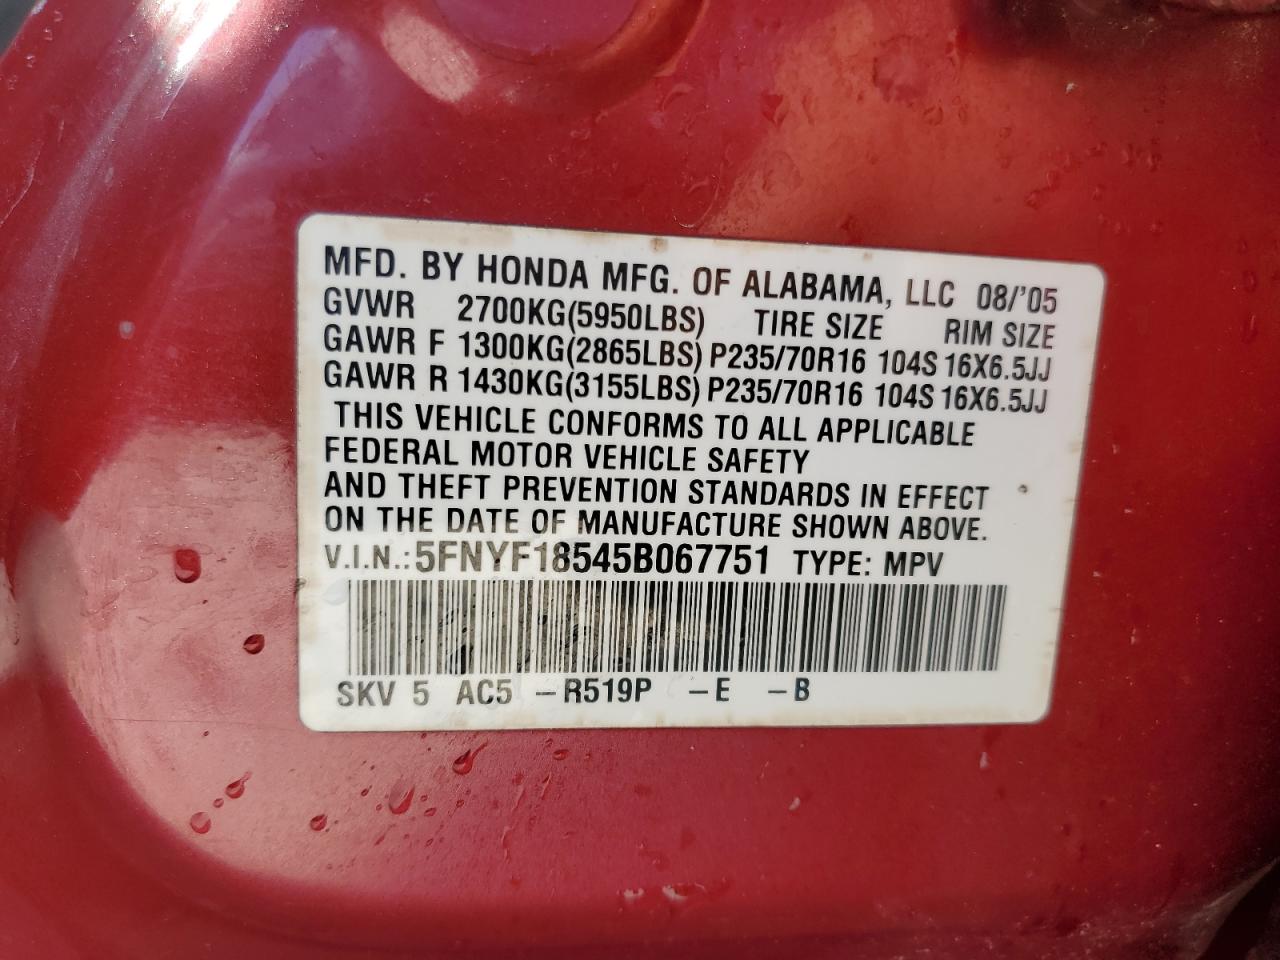 MFD. BY HONDA MFG. OF ALABAMA, LLC 08/'05
GVWR 2700KG(5950LBS) TIRE SIZE RIM SIZE
GAWR F 1300KG(2865LBS) P235/70R16 104S 16X6.5JJ
GAWR R 1430KG(3155LBS) P235/70R16 104S 16X6.5JJ
THIS VEHICLE CONFORMS TO ALL APPLICABLE
FEDERAL MOTOR VEHICLE SAFETY
AND THEFT PREVENTION STANDARDS IN EFFECT
ON THE DATE OF MANUFACTURE SHOWN ABOVE.
V.I.N.: 5FNYF18545B067751 TYPE: MPV
SKV 5 AC5 –R519P –E –B